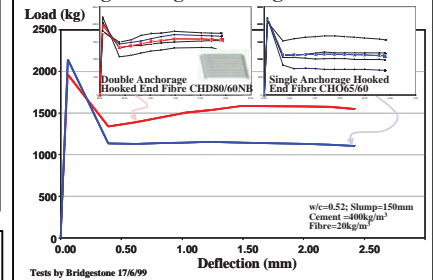 Load (kg)
2500
2000
1500
1000
500
0
Double Anchorage
Hooked End Fibre CHD80/60NB
Single Anchorage Hooked
End Fibre CHO65/60
w/c=0.52; Slump=150mm
Cement =400kg/m³
Fibre=20kg/m³
0.00 0.50 1.00 1.50 2.00 2.50
Deflection (mm)
Tests by Bridgestone 17/6/99